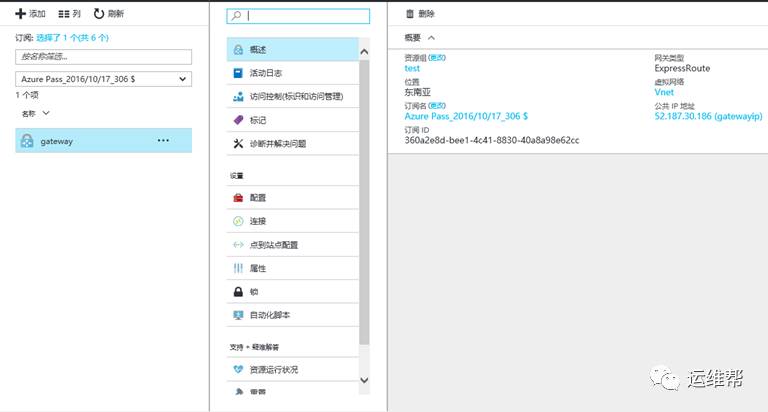 添加 列 刷新
订阅: 选择了 1 个(共 6 个)
按名称筛选...
Azure Pass_2016/10/17_306 $
1 个项
名称
gateway
概述
活动日志
访问控制(标识和访问管理)
标记
诊断并解决问题
设置
配置
连接
点到站点配置
属性
锁
自动化脚本
支持 + 疑难解答
资源运行状况
重置
删除
概要
资源组 (更改)
test
位置
东南亚
订阅名 (更改)
Azure Pass_2016/10/17_306 $
订阅 ID
360a2e8d-bee1-4c41-8830-40a8a98e62cc
网关类型
ExpressRoute
虚拟网络
Vnet
公共 IP 地址
52.187.30.186 (gatewayip)
运维帮